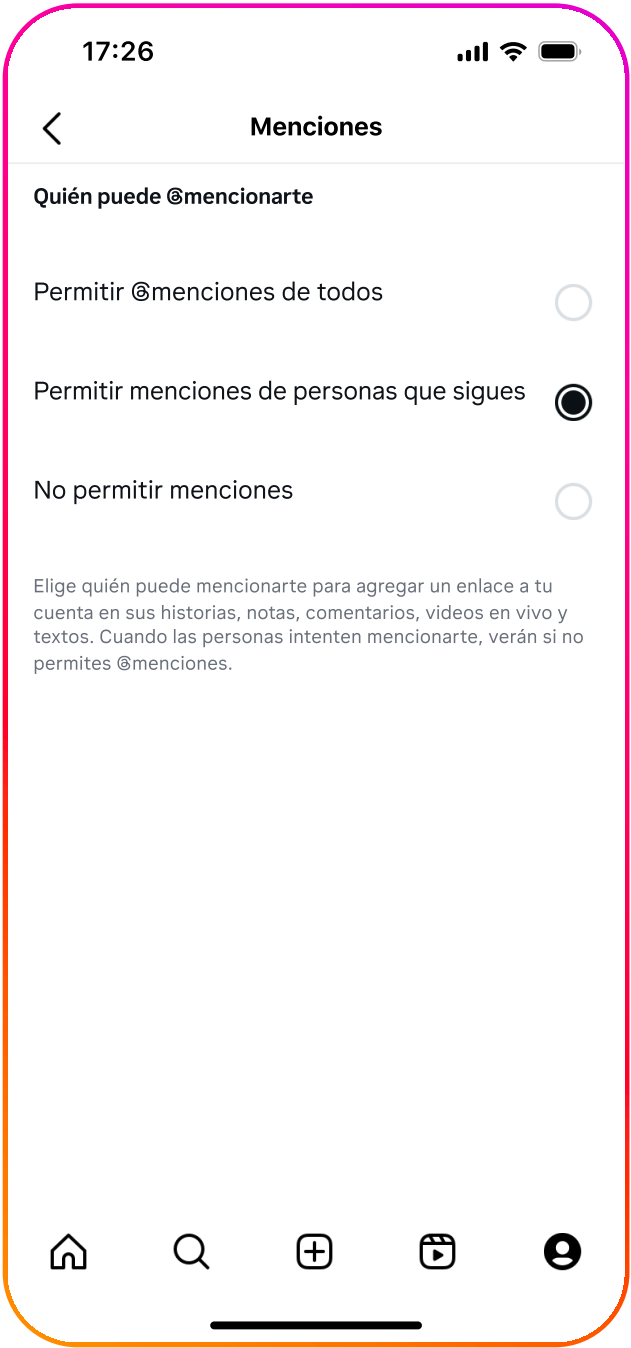 17:26
Menciones
Quién puede @mencionarte
Permitir @menciones de todos
Permitir menciones de personas que sigues
No permitir menciones
Elige quién puede mencionarte para agregar un enlace a tu
cuenta en sus historias, notas, comentarios, videos en vivo y
textos. Cuando las personas intenten mencionarte, verán si no
permites @menciones.